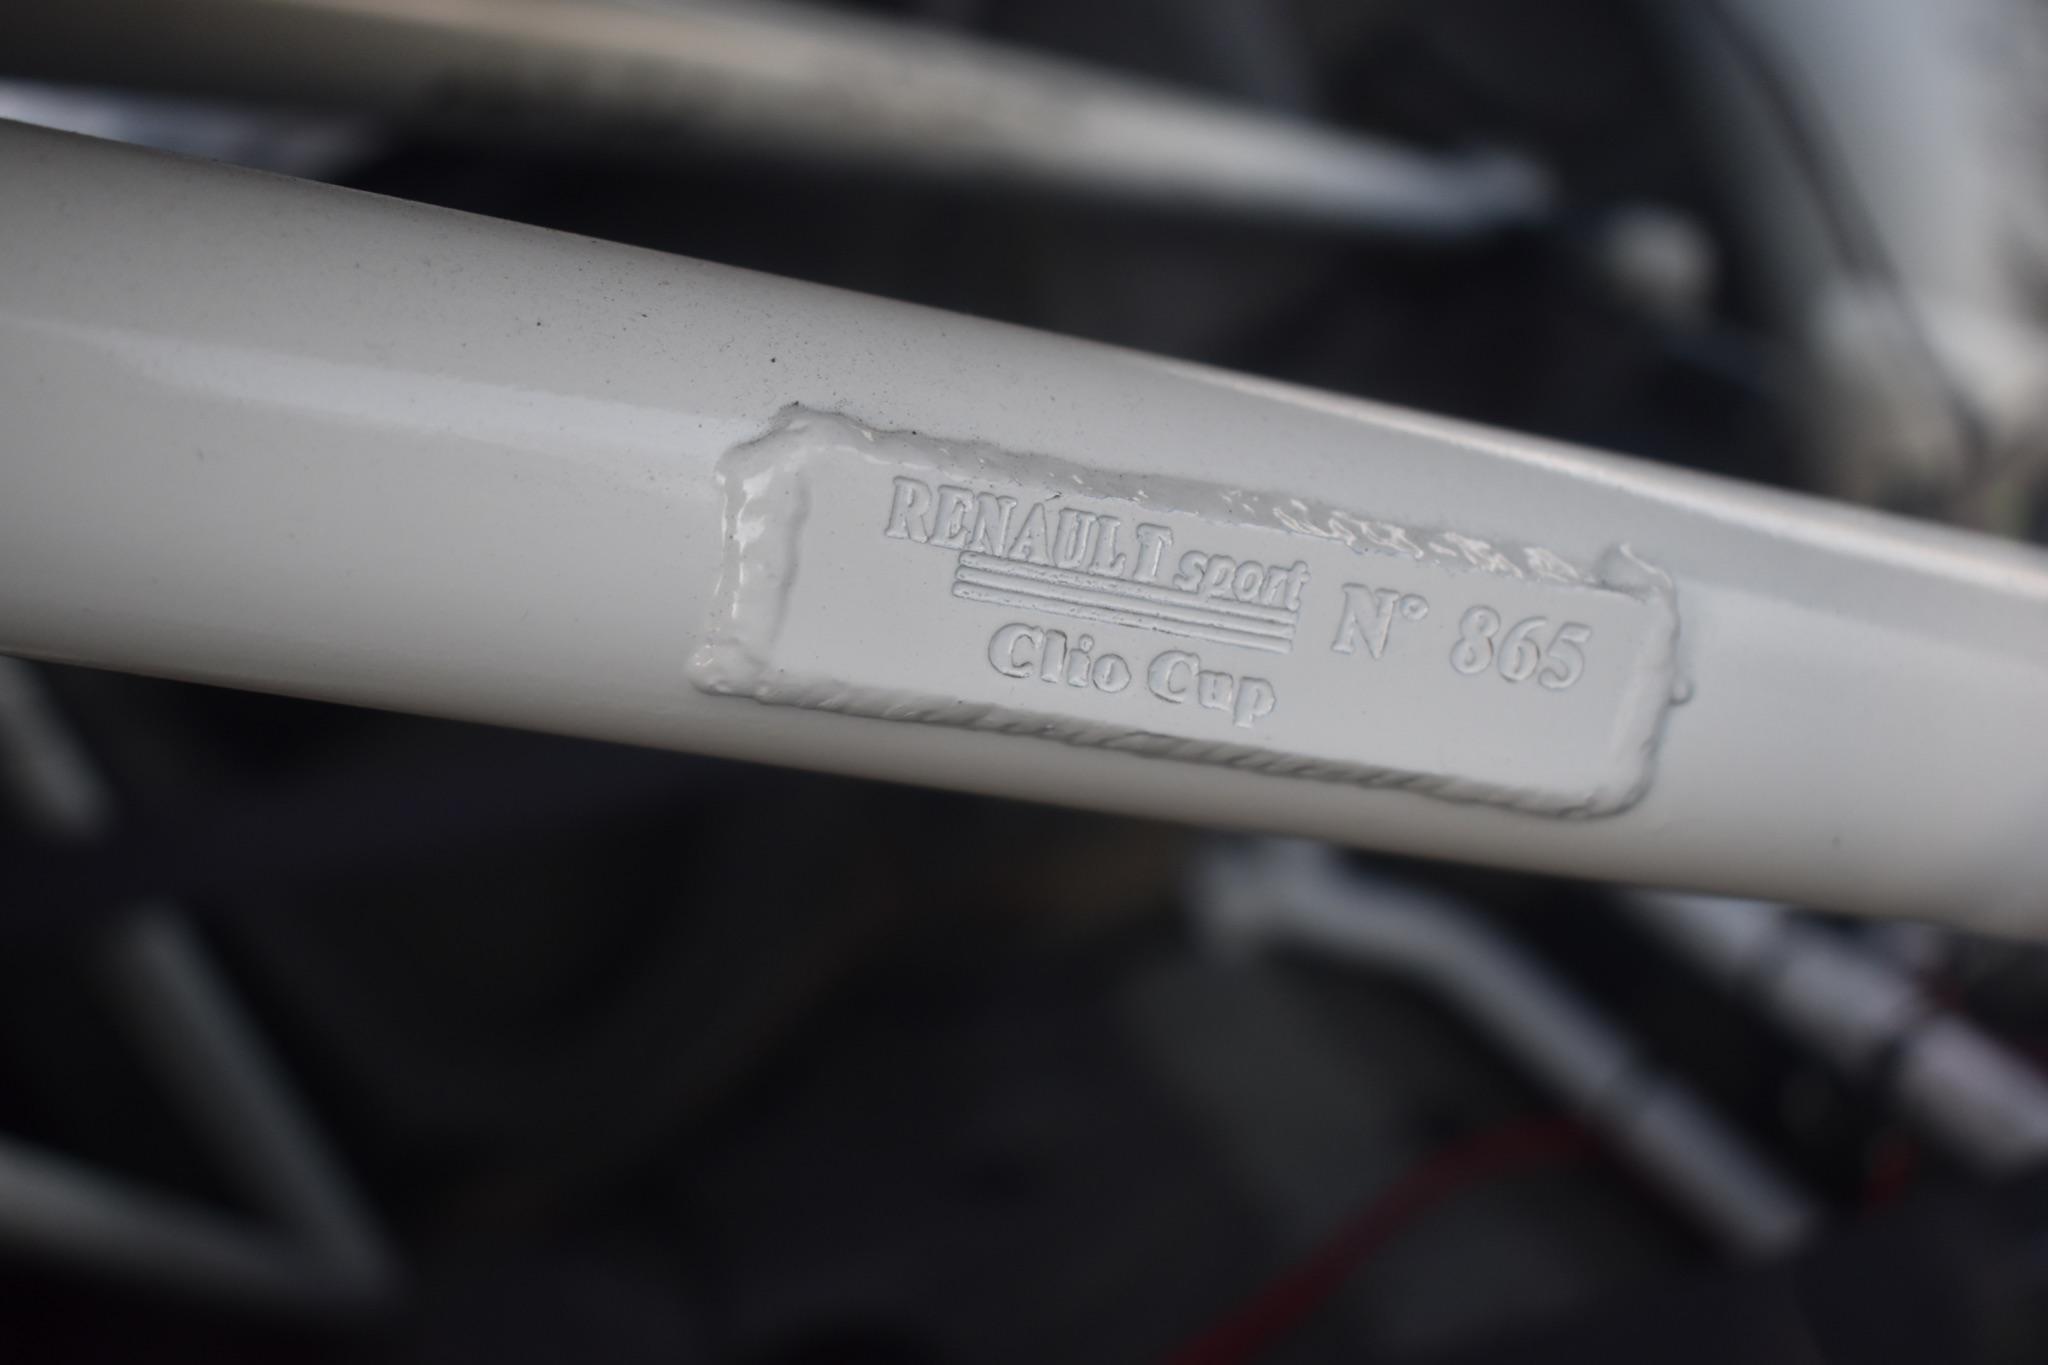 RENAULT sport N° 865
Clio Cup